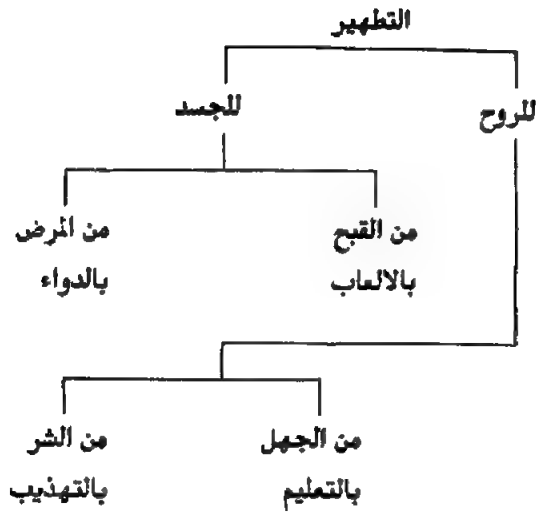 التطهير
للروح
للجسد
من القبح
بالالعاب
من المرض
بالدواء
من الجهل
بالتعليم
من الشر
بالتهذيب